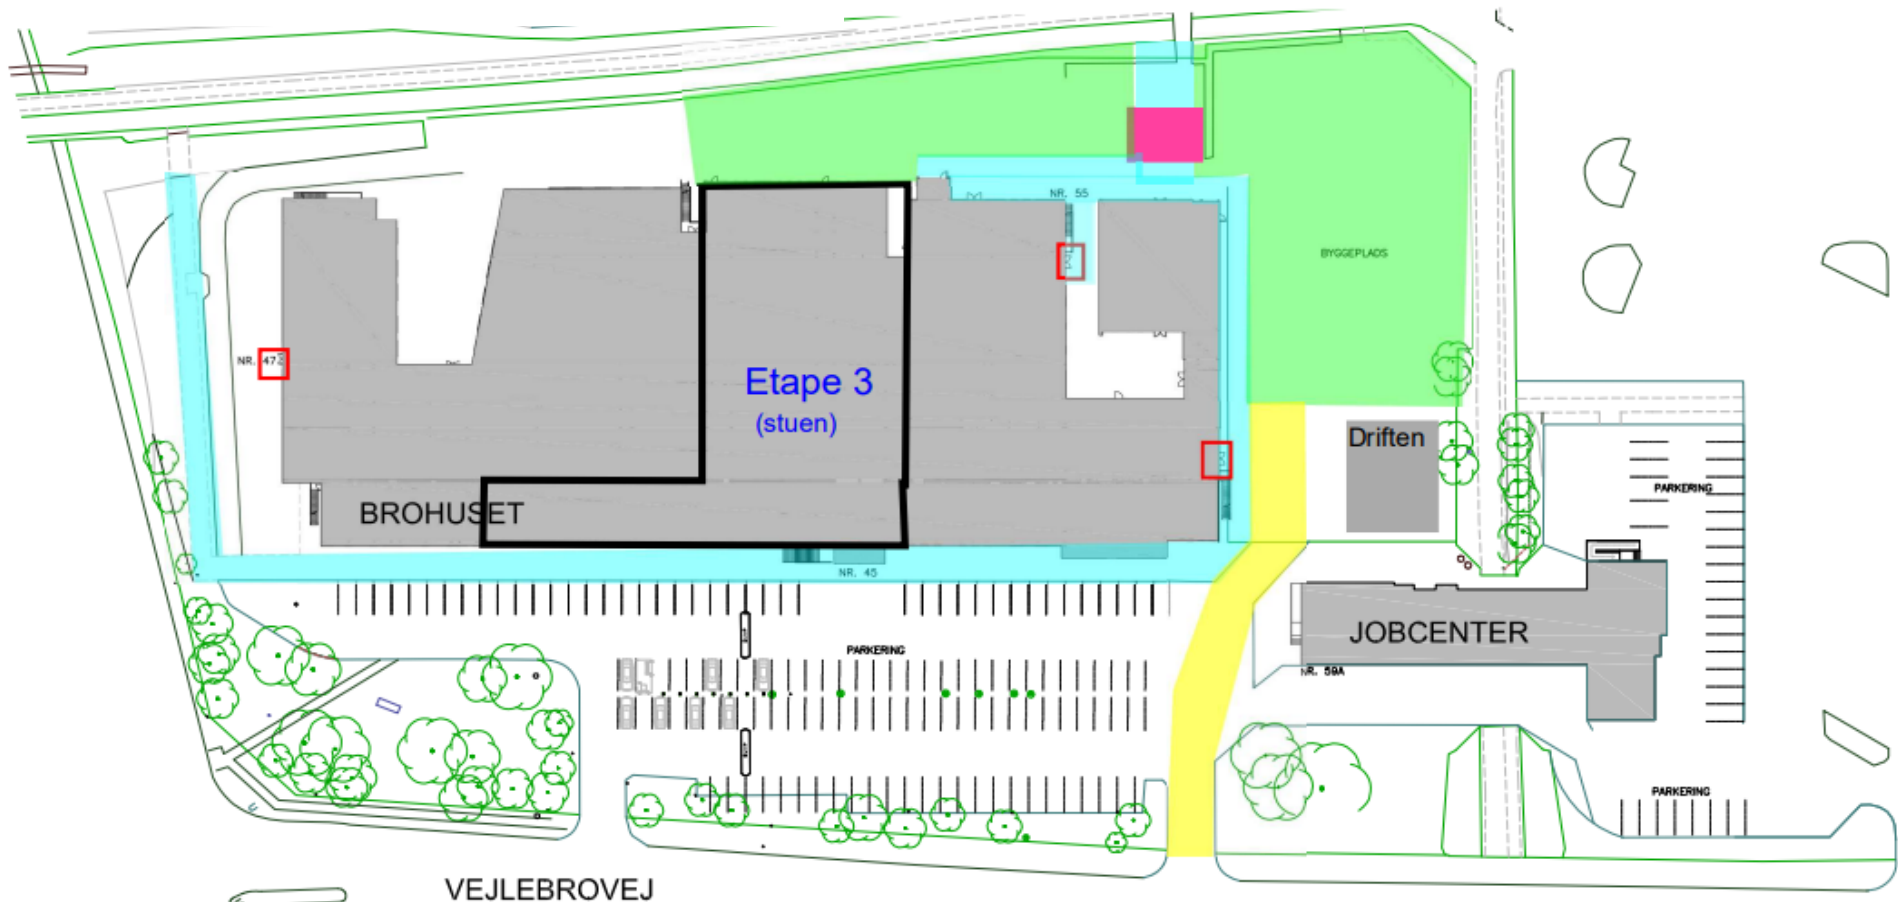 NR. 55
BYGGEPLADS
NR. 47
Etape 3
(stuen)
Driften
PARKERING
BROHUSET
NR. 45
JOBCENTER
PARKERING
NR. 59A
PARKERING
VEJLEBROVEJ